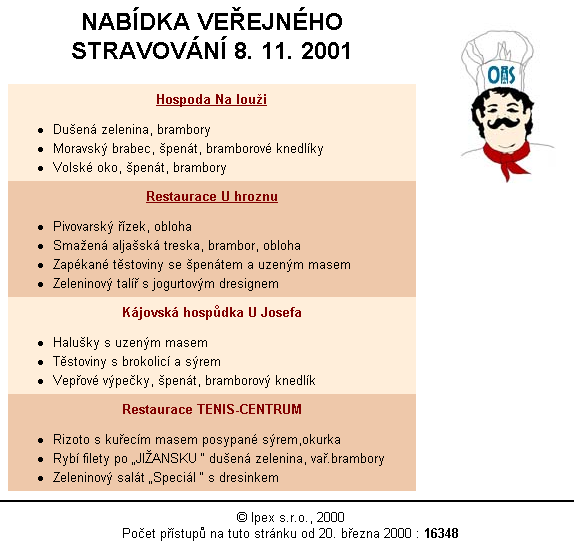 NABÍDKA VEŘEJNÉHO
STRAVOVÁNÍ 8. 11. 2001
OHS
Hospoda Na louži
Dušená zelenina, brambory
Moravský brabec, špenát, bramborové knedlíky
Volské oko, špenát, brambory
Restaurace U hroznu
Pivovarský řízek, obloha
Smažená aljašská treska, brambor, obloha
Zapékané těstoviny se špenátem a uzeným masem
Zeleninový talíř s jogurtovým dresignem
Kájovská hospůdka U Josefa
Halušky s uzeným masem
Těstoviny s brokolicí a sýrem
Vepřové výpečky, špenát, bramborový knedlík
Restaurace TENIS-CENTRUM
Rizoto s kuřecím masem posypané sýrem,okurka
Rybí filety po „JIŽANSKU “ dušená zelenina, vař.brambory
Zeleninový salát „Speciál “ s dresinkem
© Ipex s.r.o., 2000
Počet přístupů na tuto stránku od 20. března 2000 : 16348